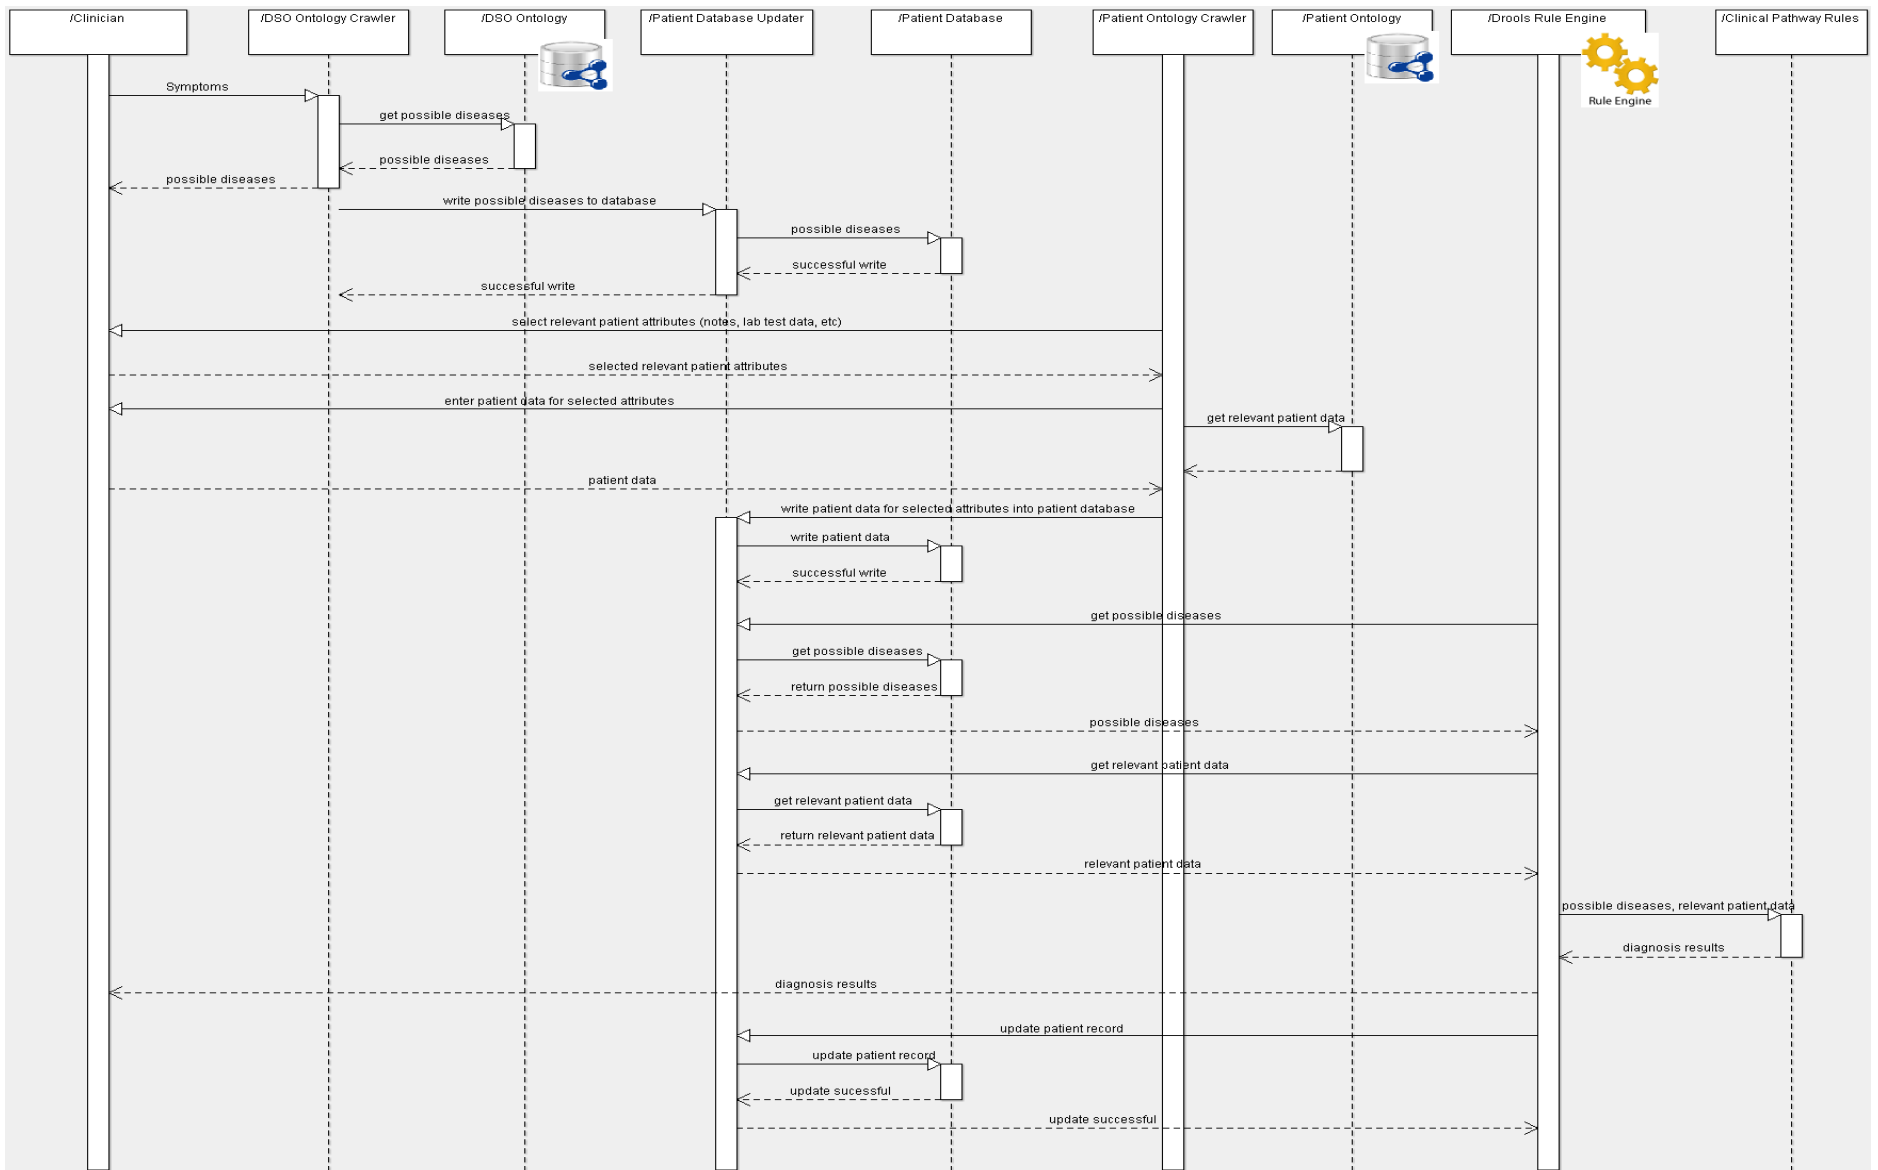 /Clinician
/DSO Ontology Crawler
/DSO Ontology
/Patient Database Updater
/Patient Database
/Patient Ontology Crawler
/Patient Ontology
/Drools Rule Engine
/Clinical Pathway Rules
Rule Engine
Symptoms
get possible diseases
possible diseases
possible diseases
write possible diseases to database
possible diseases
successful write
successful write
select relevant patient attributes (notes, lab test data, etc)
selected relevant patient attributes
enter patient data for selected attributes
get relevant patient data
patient data
write patient data for selected attributes into patient database
write patient data
successful write
get possible diseases
get possible diseases
return possible diseases
possible diseases
get relevant patient data
get relevant patient data
return relevant patient data
relevant patient data
possible diseases, relevant patient data
diagnosis results
diagnosis results
update patient record
update patient record
update sucessful
update successful